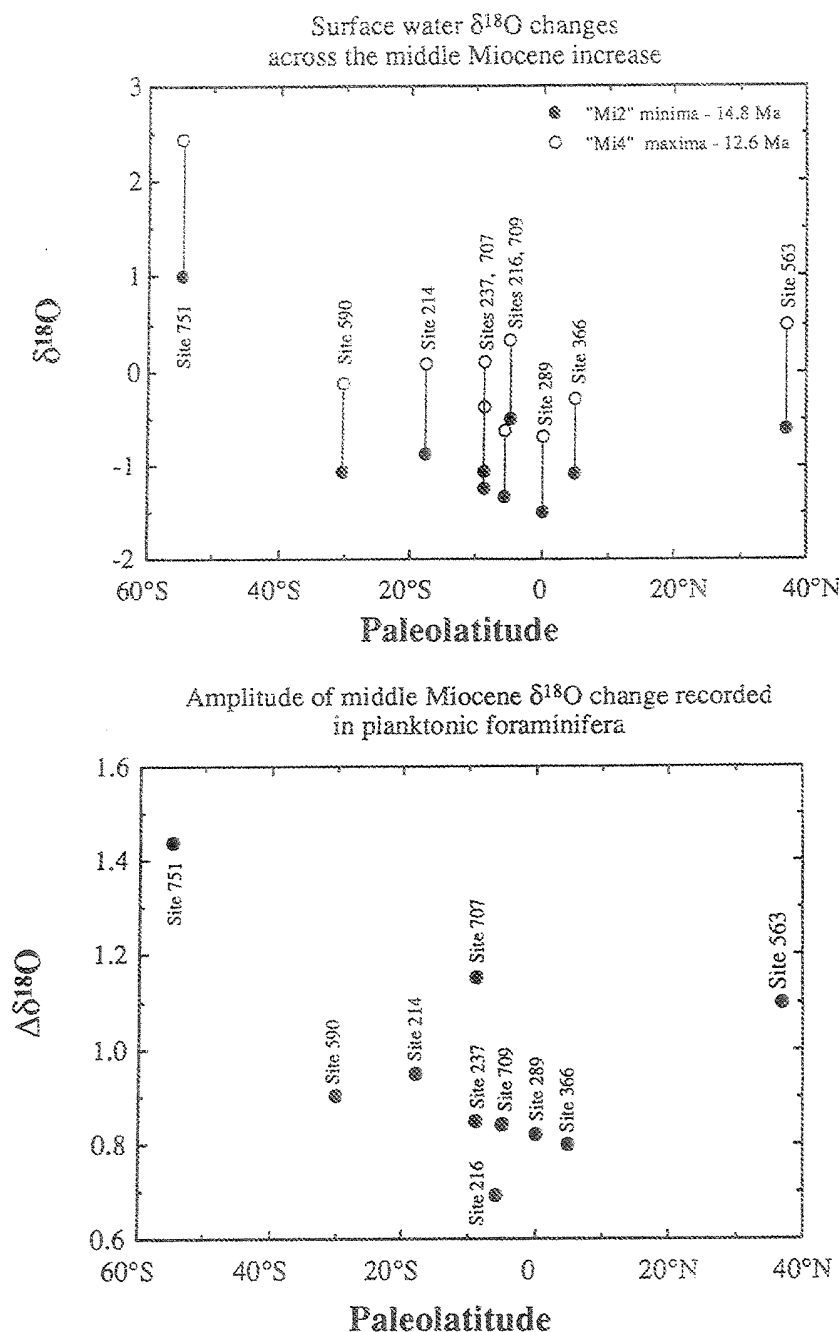 Surface water δ¹⁸O changes
across the middle Miocene increase
3
2
1
0
-1
-2
δ¹⁸O
"Mi2" minima - 14.8 Ma
"Mi4" maxima - 12.6 Ma
Site 751
Site 590
Site 214
Sites 237, 707
Sites 216, 709
Site 289
Site 366
Site 563
60°S
40°S
20°S
0
20°N
40°N
Paleolatitude
Amplitude of middle Miocene δ¹⁸O change recorded
in planktonic foraminifera
1.6
1.4
1.2
1.0
0.8
0.6
Δδ¹⁸O
Site 751
Site 590
Site 214
Site 707
Site 237
Site 216
Site 709
Site 289
Site 366
Site 563
60°S
40°S
20°S
0
20°N
40°N
Paleolatitude